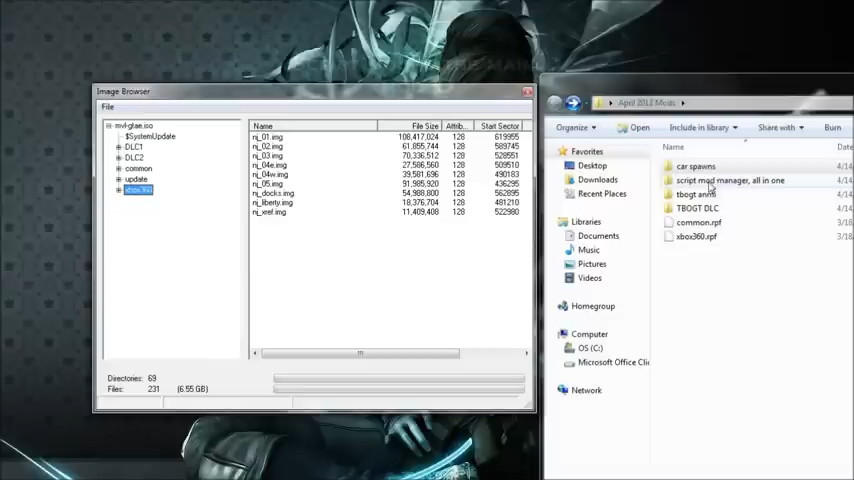 Image Browser
File
mvl-gtae.iso
$SystemUpdate
DLC1
DLC2
common
update
xbox360
Name File Size Attrib... Start Sector
nj_01.img 108,417,024 128 619955
nj_02.img 61,855,744 128 589745
nj_03.img 70,336,512 128 528551
nj_04e.img 27,586,560 128 509510
nj_04w.img 39,581,696 128 490183
nj_05.img 91,985,920 128 436295
nj_docks.img 54,988,800 128 562895
nj_liberty.img 18,376,704 128 481210
nj_xref.img 11,409,408 128 522980
Directories: 69
Files: 231 (6.55 GB)
April 2012 Mods
Organize Open Include in library Share with Burn
Favorites
Desktop
Downloads
Recent Places
Libraries
Documents
Music
Pictures
Videos
Homegroup
Computer
OS (C:)
Microsoft Office Clic
Network
Name Date
car spawns 4/14
script mod manager, all in one 4/14
4/14
TBOGT DLC 4/14
common.rpf 3/18
xbox360.rpf 3/18